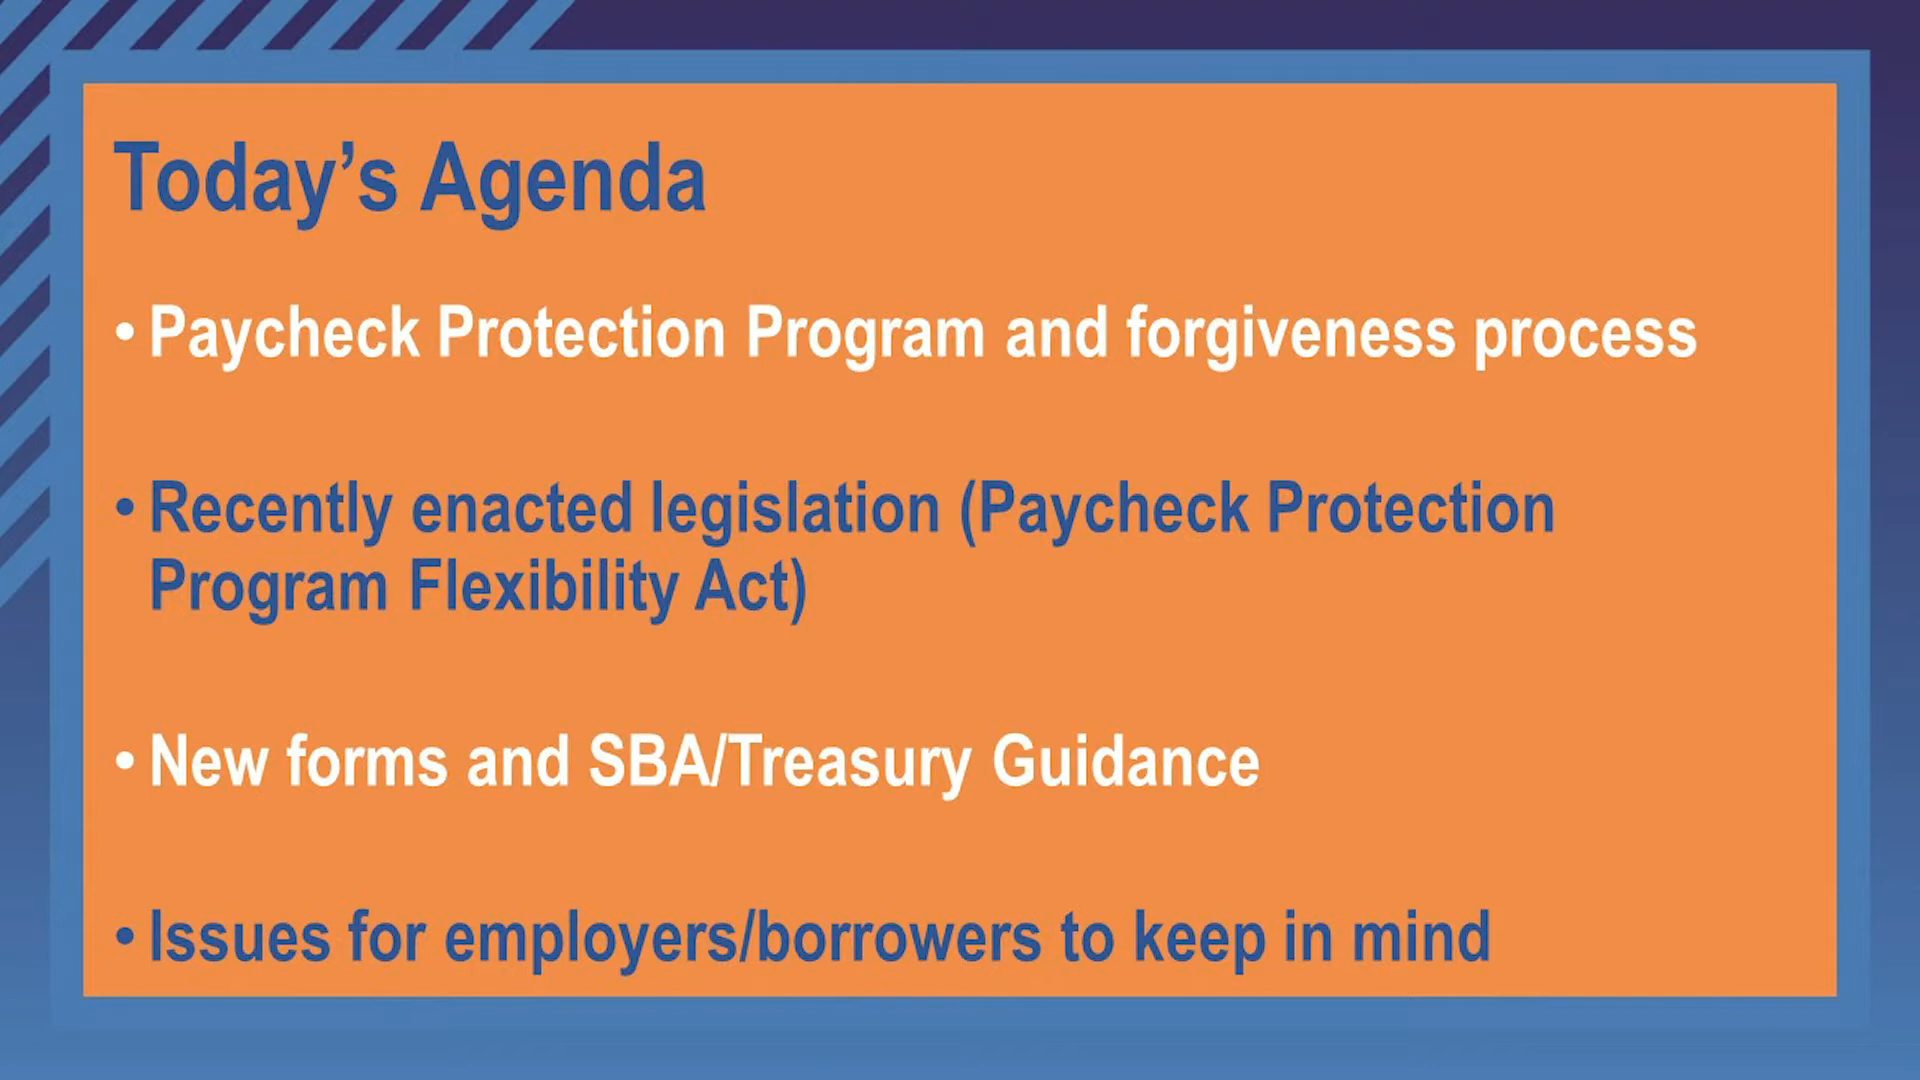 Today’s Agenda
• Paycheck Protection Program and forgiveness process
• Recently enacted legislation (Paycheck Protection
Program Flexibility Act)
• New forms and SBA/Treasury Guidance
• Issues for employers/borrowers to keep in mind